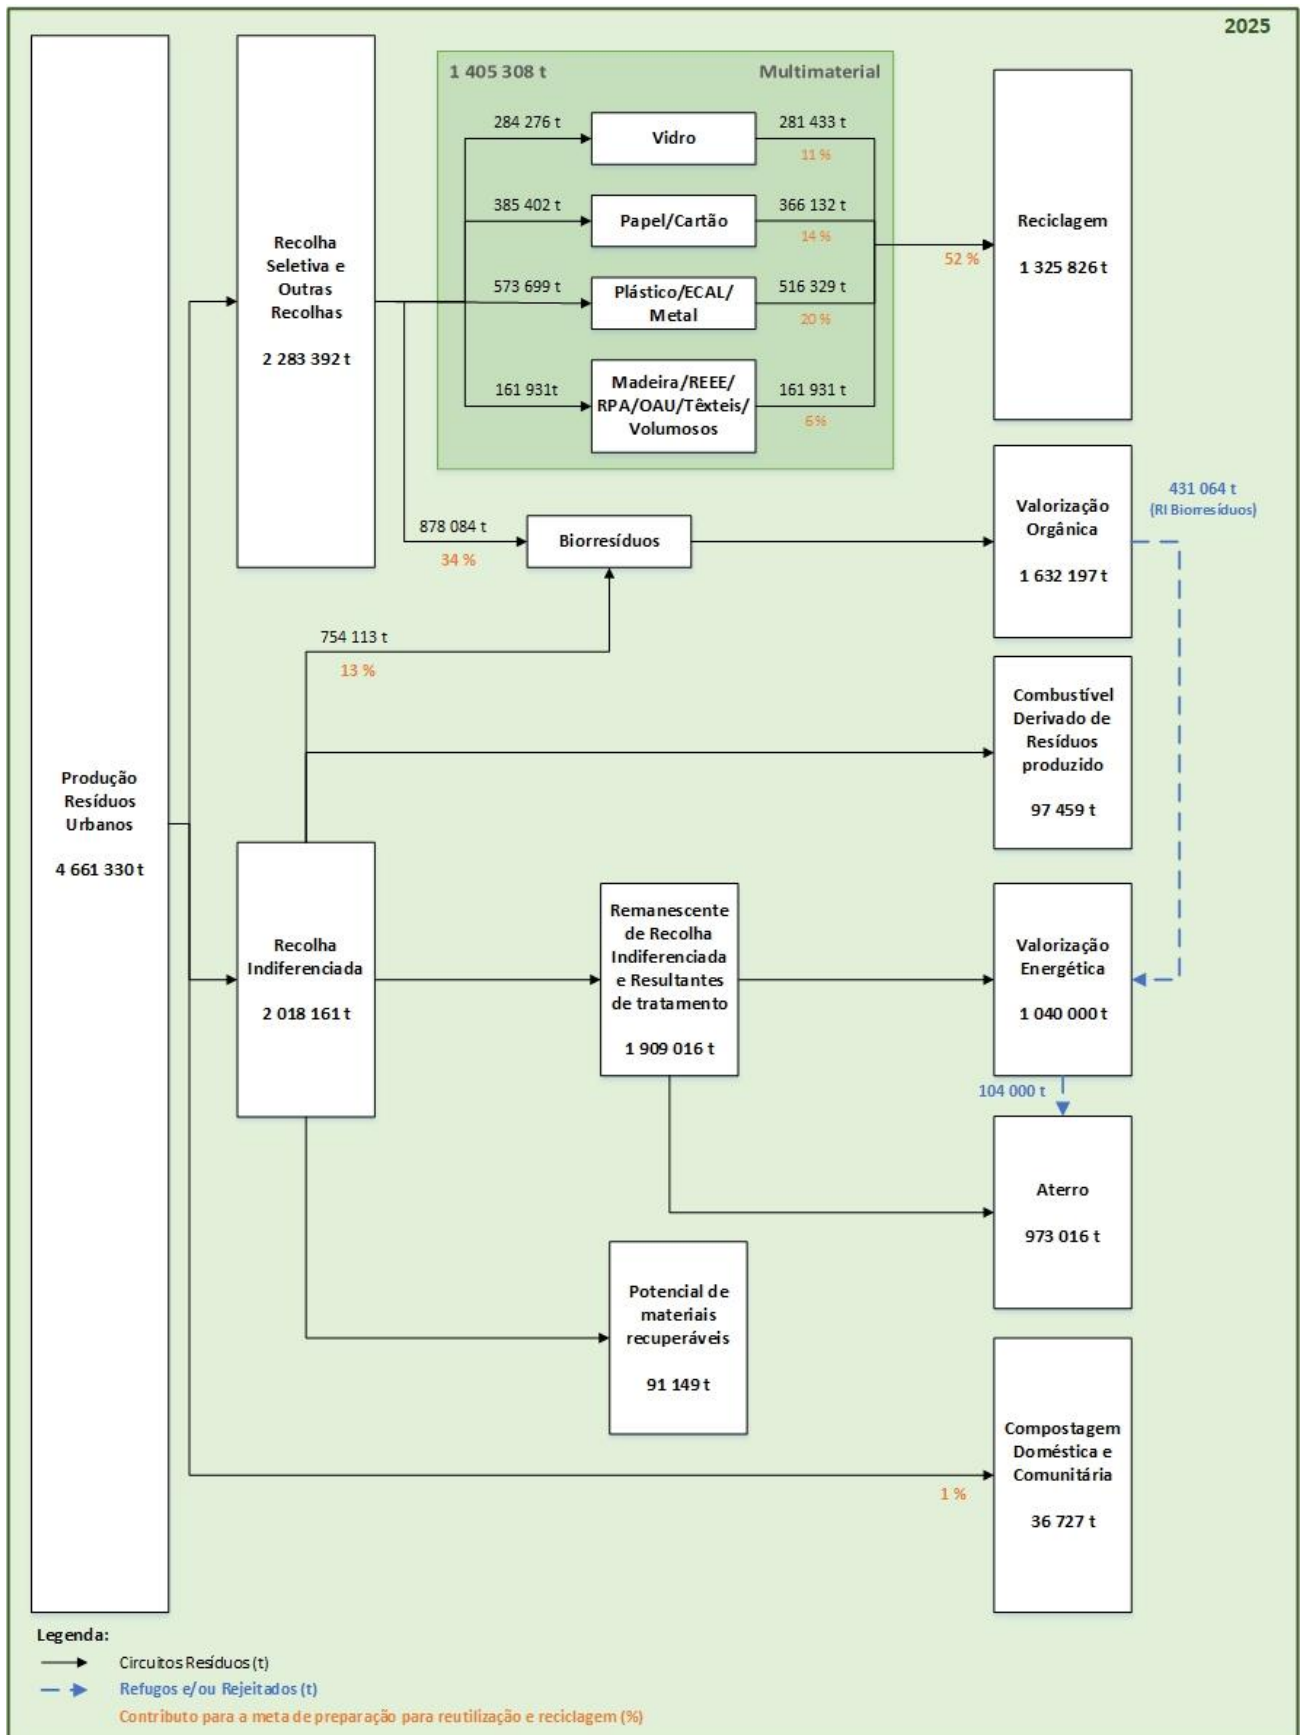 2025
Produção
Resíduos
Urbanos
4 661 330 t
Recolha
Seletiva e
Outras
Recolhas
2 283 392 t
1 405 308 t
Multimaterial
284 276 t
Vidro
281 433 t
11 %
385 402 t
Papel/Cartão
366 132 t
14 %
573 699 t
Plástico/ECAL/
Metal
516 329 t
20 %
161 931t
Madeira/REEE/
RPA/OAU/Têxteis/
Volumosos
161 931 t
6%
52 %
Reciclagem
1 325 826 t
878 084 t
34 %
Biorresíduos
Valorização
Orgânica
1 632 197 t
431 064 t
(RI Biorresíduos)
754 113 t
13 %
Combustível
Derivado de
Resíduos
produzido
97 459 t
Recolha
Indiferenciada
2 018 161 t
Remanescente
de Recolha
Indiferenciada
e Resultantes
de tratamento
1 909 016 t
Valorização
Energética
1 040 000 t
104 000 t
Aterro
973 016 t
Potencial de
materiais
recuperáveis
91 149 t
Compostagem
Doméstica e
Comunitária
36 727 t
1 %
Legenda:
Circuitos Resíduos (t)
Refugos e/ou Rejeitados (t)
Contributo para a meta de preparação para reutilização e reciclagem (%)